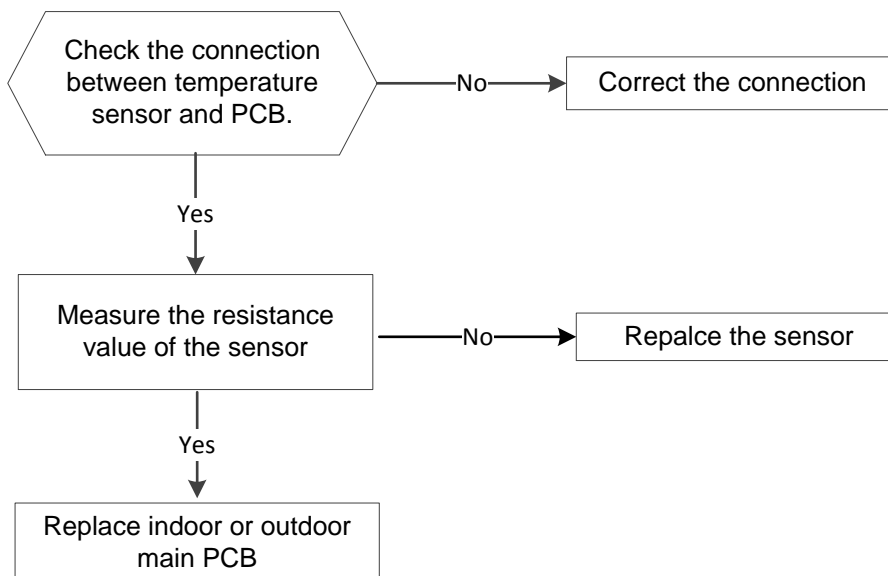 Check the connection
between temperature
sensor and PCB.
No
Correct the connection
Yes
Measure the resistance
value of the sensor
No
Repalce the sensor
Yes
Replace indoor or outdoor
main PCB